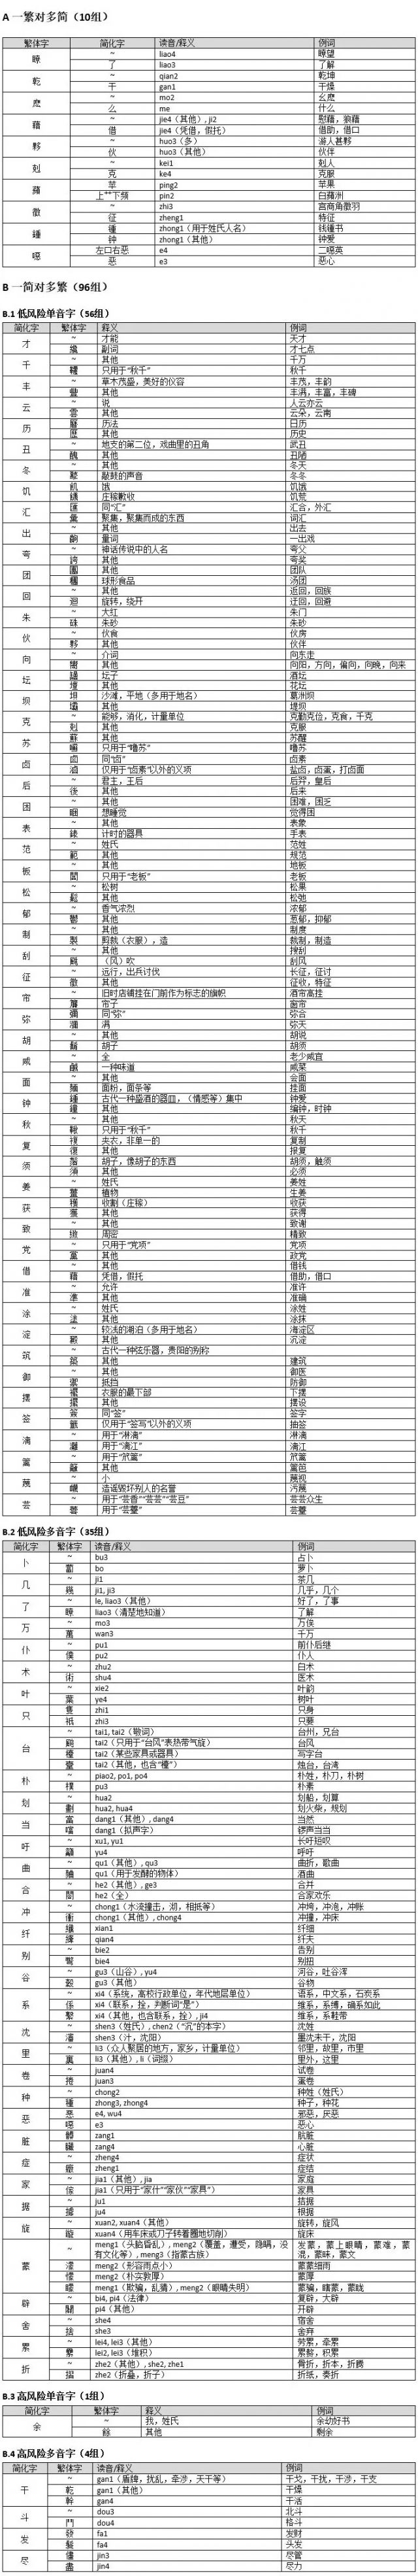 A 一繁对多简（10组）
繁体字 简化字 读音/释义 例词
瞭 ~ liao4 瞭望
了 liao3 了解
乾 ~ qian2 乾坤
干 gan1 干燥
麽 ~ mo2 幺麽
么 me 什么
藉 ~ jie4（其他）, ji2 慰藉，狼藉
借 jie4（凭借，假托） 借助，借口
夥 ~ huo3（多） 游人甚夥
伙 huo3（其他） 伙伴
剋 ~ kei1 剋人
克 ke4 克服
蘋 苹 ping2 苹果
上艹下频 pin2 白蘋洲
徵 ~ zhi3 宫商角徵羽
征 zheng1 特征
鍾 锺 zhong1（用于姓氏人名） 钱锺书
钟 zhong1（其他） 钟爱
噁 左口右恶 e4 二噁英
恶 e3 恶心
B 一简对多繁（96组）
B.1 低风险单音字（56组）
简化字 繁体字 释义 例词
才 ~ 才能 天才
纔 副词 才七点
千 ~ 其他 千万
韆 只用于“秋千” 秋千
丰 ~ 草木茂盛，美好的仪容 丰茂，丰韵
豐 其他 丰满，丰富，丰碑
云 ~ 说 人云亦云
雲 其他 云朵，云南
历 曆 历法 日历
歷 其他 历史
丑 ~ 地支的第二位，戏曲里的丑角 武丑
醜 其他 丑陋
冬 ~ 其他 冬天
鼕 敲鼓的声音 冬冬
饥 飢 饿 饥饿
饑 庄稼歉收 饥荒
汇 匯 同“汇” 汇合，外汇
彙 聚集，聚集而成的东西 词汇
出 ~ 其他 出去
齣 量词 一出戏
夸 ~ 神话传说中的人名 夸父
誇 其他 夸奖
团 團 其他 团队
糰 球形食品 汤团
回 ~ 其他 返回，回族
迴 旋转，绕开 迂回，回避
朱 ~ 大红 朱门
硃 朱砂 朱砂
伙 ~ 伙食 伙房
夥 其他 伙伴
向 ~ 介词 向东走
嚮 其他 向阳，方向，偏向，向晚，向来
坛 罎 坛子 酒坛
壇 其他 花坛
坝 坝 沙滩，平地（多用于地名） 葛洲坝
壩 其他 堤坝
克 ~ 能够，消化，计量单位 克勤克俭，克食，千克
剋 其他 克服
苏 蘇 其他 苏醒
囌 只用于“噜苏” 噜苏
卤 鹵 同“卤” 卤素
滷 仅用于“卤素”以外的义项 盐卤，卤蛋，打卤面
后 ~ 君主，王后 后羿，皇后
後 其他 后来
困 ~ 其他 困难，困乏
睏 想睡觉 觉得困
表 ~ 其他 表象
錶 计时的器具 手表
范 ~ 姓氏 范姓
範 其他 规范
板 ~ 其他 地板
闆 只用于“老板” 老板
松 ~ 松树 松果
鬆 其他 松弛
郁 ~ 香气浓烈 浓郁
鬱 其他 葱郁，抑郁
制 ~ 其他 制度
製 剪裁（衣服），造 裁制，制造
刮 ~ 其他 搜刮
颳 （风）吹 刮风
征 ~ 远行，出兵讨伐 长征，征讨
徵 其他 征收，特征
帘 ~ 旧时店铺挂在门前作为标志的旗帜 酒帘高挂
簾 帘子 窗帘
弥 彌 同“弥” 弥合
瀰 满 弥天
胡 ~ 其他 胡说
鬍 胡子 胡须
咸 ~ 全 老少咸宜
鹹 一种味道 咸菜
面 ~ 其他 会面
麵 面粉，面条等 挂面
钟 鍾 古代一种盛酒的器皿，（情感等）集中 钟爱
鐘 其他 编钟，时钟
秋 ~ 其他 秋天
鞦 只用于“秋千” 秋千
复 複 夹衣，非单一的 复制
復 其他 报复
须 鬚 胡子，像胡子的东西 胡须，触须
須 其他 必须
姜 ~ 姓氏 姜姓
薑 植物 生姜
获 穫 收割（庄稼） 收获
獲 其他 获得
致 ~ 其他 致谢
緻 周密 精致
党 ~ 只用于“党项” 党项
黨 其他 政党
借 ~ 其他 借钱
藉 凭借，假托 借助，借口
准 ~ 允许 准许
準 其他 准确
涂 ~ 姓氏 涂姓
塗 其他 涂抹
淀 ~ 较浅的湖泊（多用于地名） 海淀区
澱 其他 沉淀
筑 ~ 古代一种弦乐器，贵阳的别称
築 其他 建筑
御 ~ 其他 御医
禦 抵挡 防御
摆 襬 衣服的最下部 下摆
擺 其他 摆设
签 簽 同“签” 签字
籤 仅用于“签写”以外的义项 抽签
漓 ~ 用于“淋漓” 淋漓
灕 用于“漓江” 漓江
篱 ~ 用于“笊篱” 笊篱
籬 其他 篱笆
蔑 ~ 小 蔑视
衊 造谣毁坏别人的名誉 污蔑
芸 ~ 用于“芸香”“芸芸”“芸豆” 芸芸众生
蕓 用于“芸薹” 芸薹
B.2 低风险多音字（35组）
简化字 繁体字 读音/释义 例词
卜 ~ bu3 占卜
蔔 bo 萝卜
几 ~ ji1 茶几
幾 ji1, ji3 几乎，几个
了 ~ le, liao3（其他） 好了，了事
瞭 liao3（清楚地知道） 了解
万 ~ mo3 万俟
萬 wan3 千万
仆 ~ pu1 前仆后继
僕 pu2 仆人
术 ~ zhu2 白术
術 shu4 医术
叶 ~ xie2 叶韵
葉 ye4 树叶
只 隻 zhi1 只身
祇 zhi3 只要
台 ~ tai1, tai2（敬词） 台州，兄台
颱 tai2（只用于“台风”表热带气旋） 台风
檯 tai2（某些家具或器具） 写字台
臺 tai2（其他，也含“檯”） 烛台，台湾
朴 ~ piao2, po1, po4 朴姓，朴刀，朴树
樸 pu3 朴素
划 ~ hua2 划船，划算
劃 hua2, hua4 划火柴，规划
当 當 dang1（其他）, dang4 当然
噹 dang1（拟声字） 锣声当当
吁 ~ xu1, yu1 长吁短叹
籲 yu4 呼吁
曲 ~ qu1（其他）, qu3 曲折，歌曲
麯 qu1（用于发酵的物体） 酒曲
合 ~ he2（其他）, ge3 合并
閤 he2（全） 合家欢乐
冲 ~ chong1（水流撞击，沏，相抵等） 冲垮，冲泡，冲账
衝 chong1（其他）, chong4 冲撞，冲床
纤 纖 xian1 纤细
縴 qian4 纤夫
别 ~ bie2 告别
彆 bie4 别扭
谷 ~ gu3（山谷）, yu4 河谷，吐谷浑
穀 gu3（其他） 谷物
系 ~ xi4（系统，高校行政单位，年代地层单位） 语系，中文系，石炭系
係 xi4（联系，拴，判断词“是”） 维系，系缚，确系如此
繫 xi4（其他，也含联系，拴）, ji4 维系，系鞋带
沈 ~ shen3（姓氏）, chen2（“沉”的本字） 沈姓
瀋 shen3（汁，沈阳） 墨沈未干，沈阳
里 ~ li3（众人聚居的地方，家乡，计量单位） 邻里，故里，市里
裏 li3（其他）, li（词缀） 里外，这里
卷 ~ juan4 试卷
捲 juan3 蛋卷
种 ~ chong2 种姓（姓氏）
種 zhong3, zhong4 种子，种花
恶 惡 e4, wu4 邪恶，厌恶
噁 e3 恶心
脏 髒 zang1 肮脏
臟 zang4 心脏
症 ~ zheng4 症状
癥 zheng1 症结
家 ~ jia1（其他）, jia 家庭
傢 jia1（只用于“家什”“家伙”“家具”） 家具
据 ~ ju1 拮据
據 ju4 根据
旋 ~ xuan2, xuan4（其他） 旋转，旋风
鏇 xuan4（用车床或刀子转着圈地切削） 旋床
蒙 ~ meng1（头脑昏乱）, meng2（覆盖，遭受，隐瞒，没有文化等）, meng3（指蒙古族） 发蒙，蒙上眼睛，蒙难，蒙混，蒙昧，蒙文
濛 meng2（形容雨点小） 蒙蒙细雨
懞 meng2（朴实敦厚） 蒙厚
矇 meng1（欺骗，乱猜）, meng2（眼睛失明） 蒙骗，瞎蒙，蒙眬
辟 ~ bi4, pi4（法律） 复辟，大辟
闢 pi4（其他） 开辟
舍 ~ she4 宿舍
捨 she3 舍弃
累 ~ lei4, lei3（其他） 劳累，牵累
纍 lei2, lei3（堆积） 累赘，积累
折 ~ zhe2（其他）, she2, zhe1 骨折，折本，折腾
摺 zhe2（折叠，折子） 折纸，奏折
B.3 高风险单音字（1组）
简化字 繁体字 释义 例词
余 ~ 我，姓氏 余幼好书
餘 其他 剩余
B.4 高风险多音字（4组）
简化字 繁体字 读音/释义 例词
干 ~ gan1（盾牌，扰乱，牵涉，天干等） 干戈，干扰，干涉，干支
乾 gan1（其他） 干燥
幹 gan4 干活
斗 ~ dou3 北斗
鬥 dou4 格斗
发 發 fa1 发财
髮 fa4 头发
尽 儘 jin3 尽管
盡 jin4 尽力